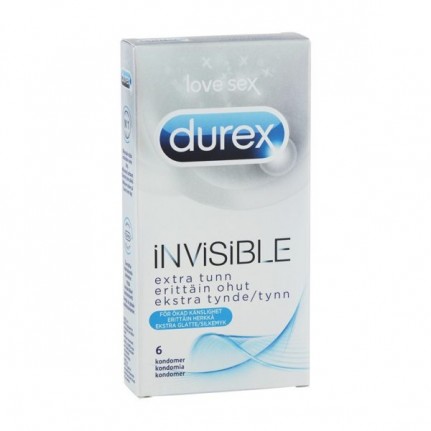 love sex
durex
iNViSiBLE
extra tunn
erittäin ohut
ekstra tynde/tynn
FÖR ÖKAD KÄNSLIGHET
ERITTÄIN HERKKÄ
EKSTRA GLATTE/SILKEMYK
6
kondomer
kondomia
kondomer